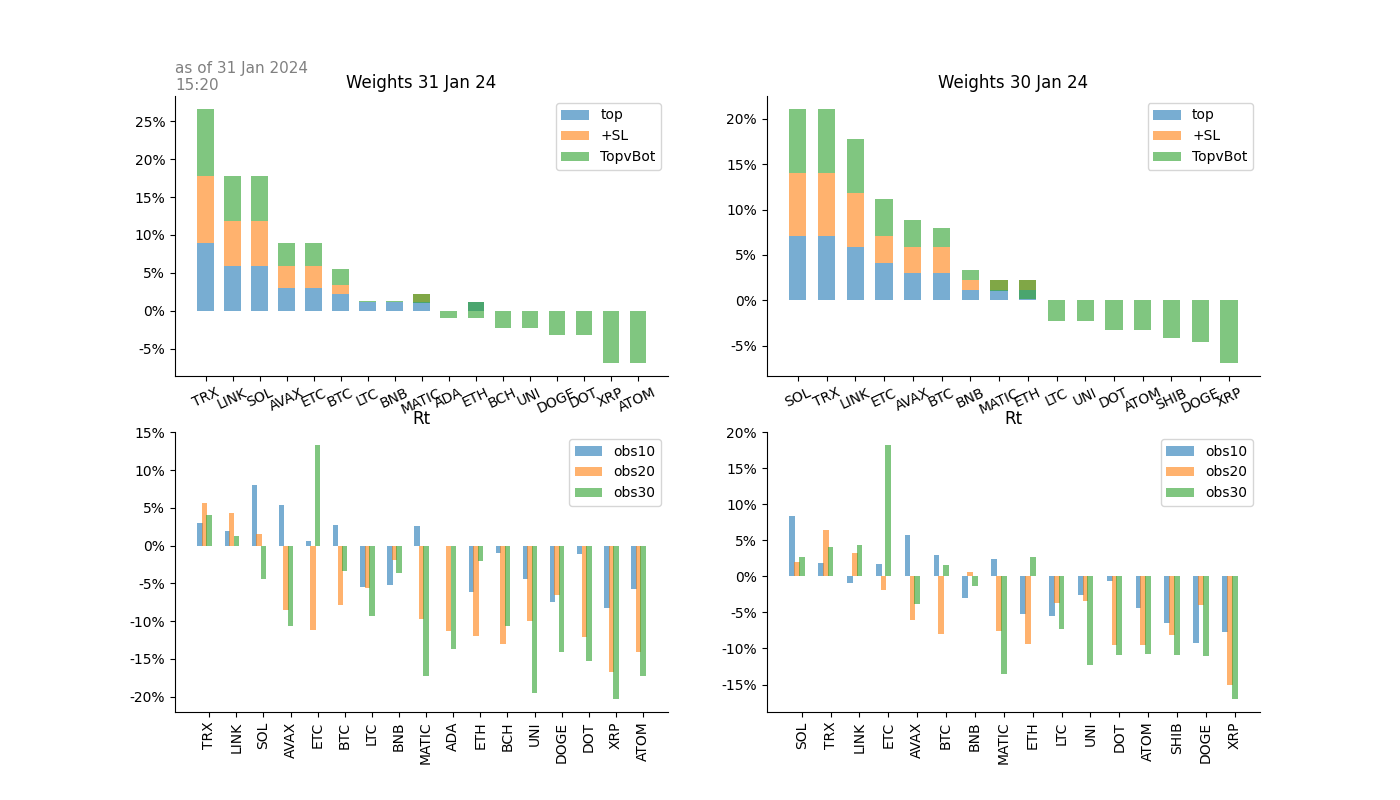 as of 31 Jan 2024
15:20
Weights 31 Jan 24
25%
20%
15%
10%
5%
0%
-5%
top
+SL
TopvBot
TRX LINK SOL AVAX ETC BTC LTC BNB MATIC ADA ETH BCH UNI DOGE DOT XRP ATOM
Weights 30 Jan 24
20%
15%
10%
5%
0%
-5%
top
+SL
TopvBot
SOL TRX LINK ETC AVAX BTC BNB MATIC ETH LTC UNI DOT ATOM SHIB DOGE XRP
Rt
15%
10%
5%
0%
-5%
-10%
-15%
-20%
obs10
obs20
obs30
TRX LINK SOL AVAX ETC BTC LTC BNB MATIC ADA ETH BCH UNI DOGE DOT XRP ATOM
Rt
20%
15%
10%
5%
0%
-5%
-10%
-15%
obs10
obs20
obs30
SOL TRX LINK ETC AVAX BTC BNB MATIC ETH LTC UNI DOT ATOM SHIB DOGE XRP